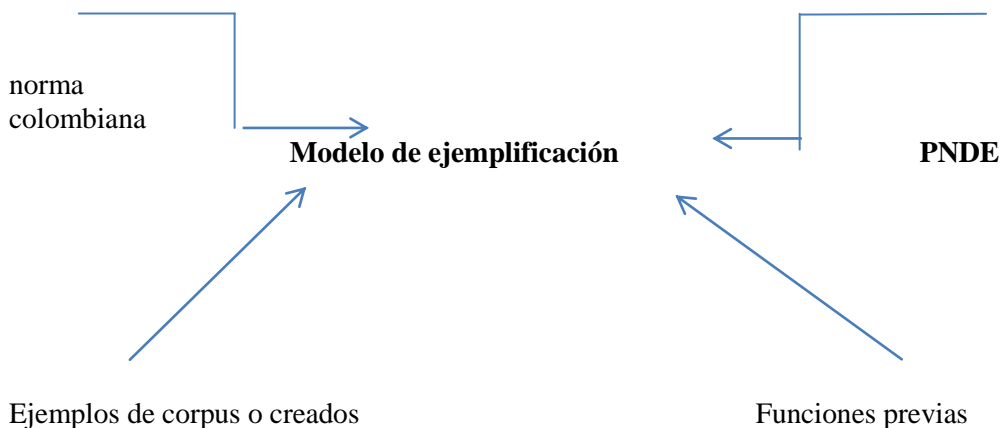 norma
colombiana
Modelo de ejemplificación
PNDE
Ejemplos de corpus o creados
Funciones previas